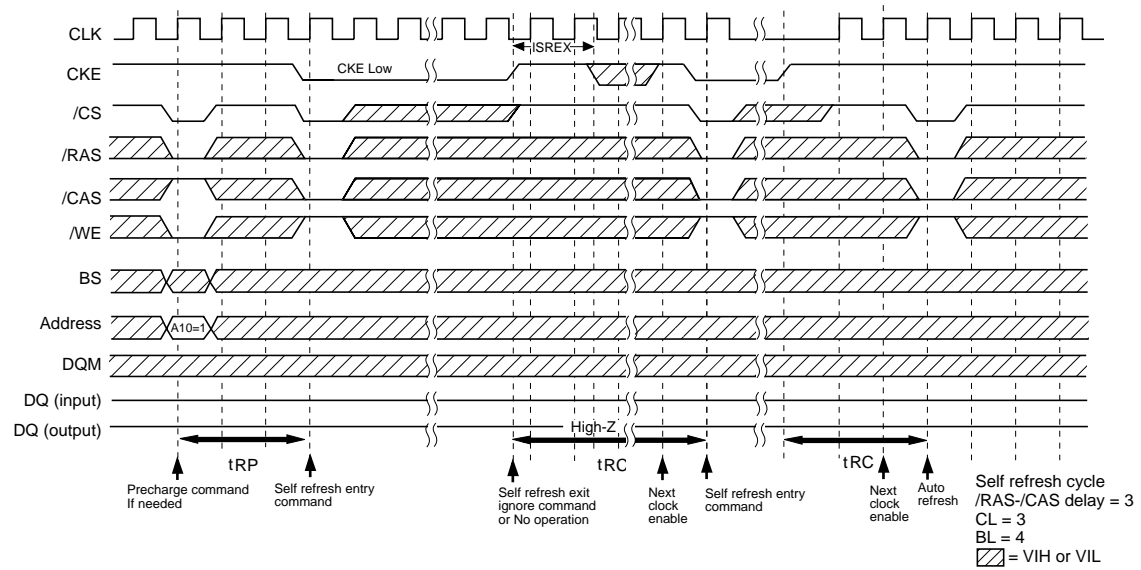 CLK
lSREX
CKE
CKE Low
/CS
/RAS
/CAS
/WE
BS
Address
A10=1
DQM
DQ (input)
DQ (output)
High-Z
tRP
tRC
tRC
Precharge command
If needed
Self refresh entry
command
Self refresh exit
ignore command
or No operation
Next
clock
enable
Self refresh entry
command
Next
clock
enable
Auto
refresh
Self refresh cycle
/RAS-/CAS delay = 3
CL = 3
BL = 4
= VIH or VIL